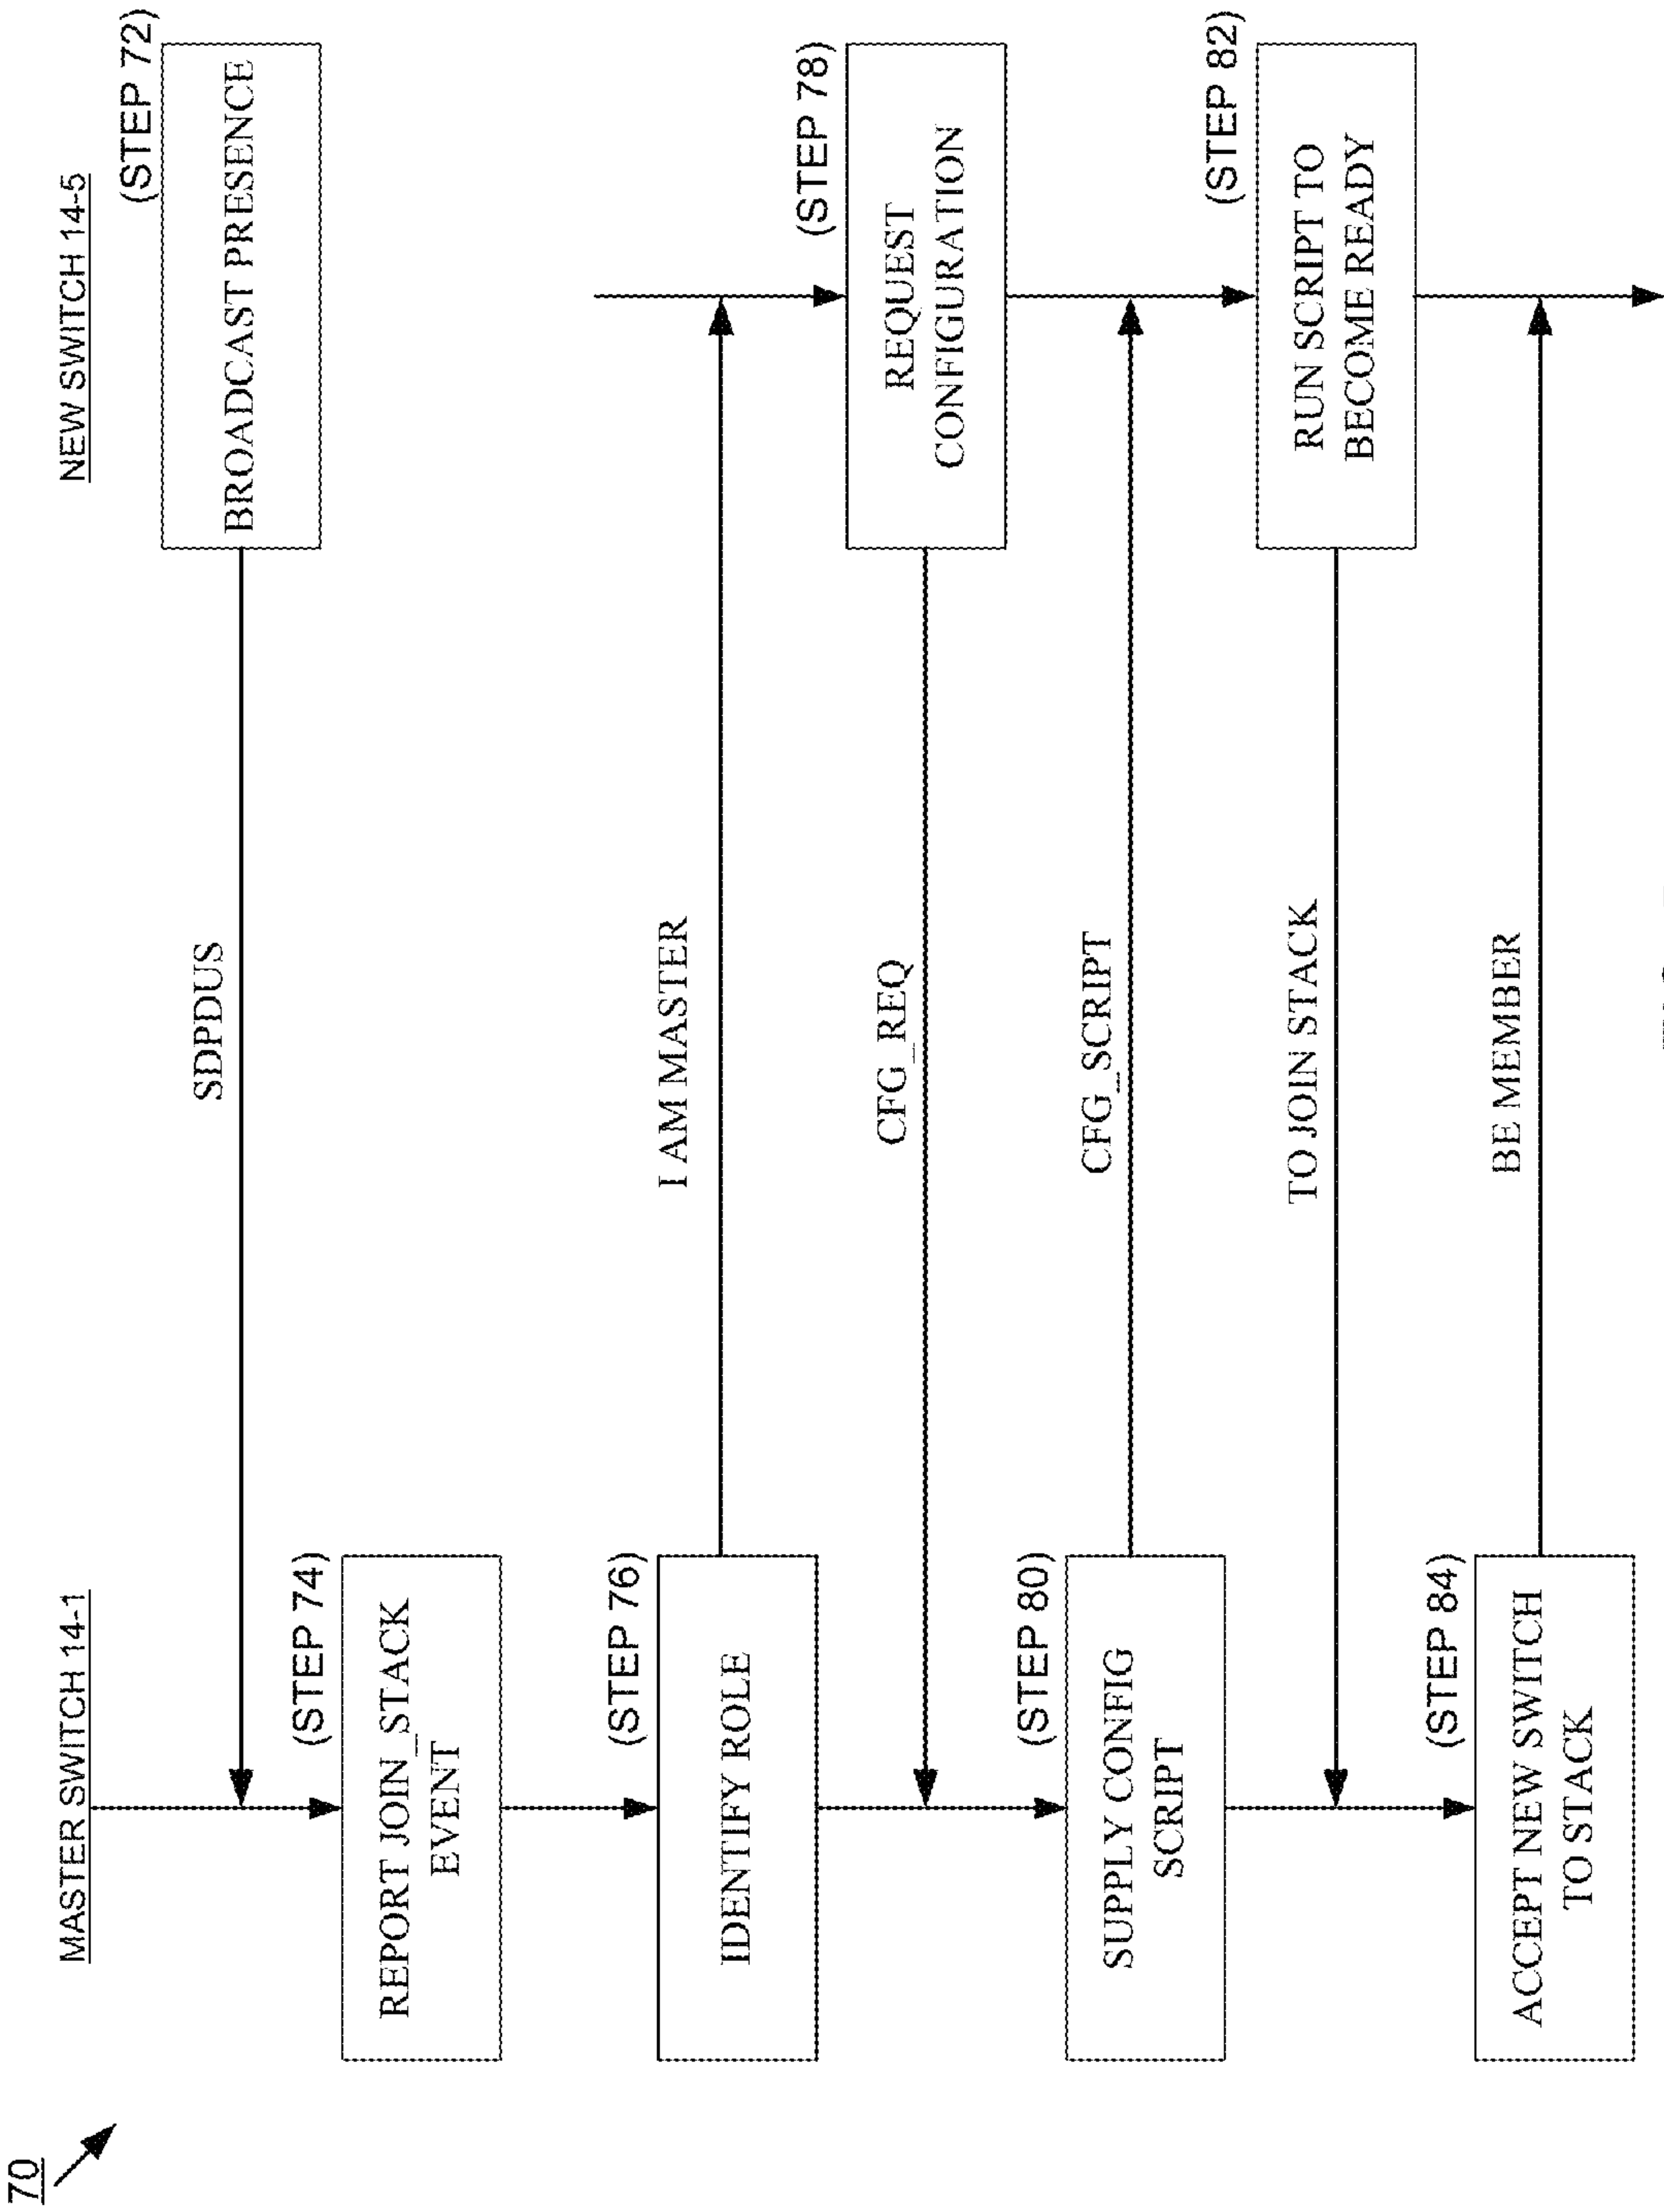 70
MASTER SWITCH 14-1
NEW SWITCH 14-5
(STEP 72)
BROADCAST PRESENCE
SDPDUS
(STEP 74)
REPORT JOIN_STACK
EVENT
(STEP 76)
IDENTIFY ROLE
I AM MASTER
(STEP 78)
REQUEST
CONFIGURATION
CFG_REQ
(STEP 80)
SUPPLY CONFIG
SCRIPT
CFG_SCRIPT
(STEP 82)
RUN SCRIPT TO
BECOME READY
TO JOIN STACK
(STEP 84)
ACCEPT NEW SWITCH
TO STACK
BE MEMBER